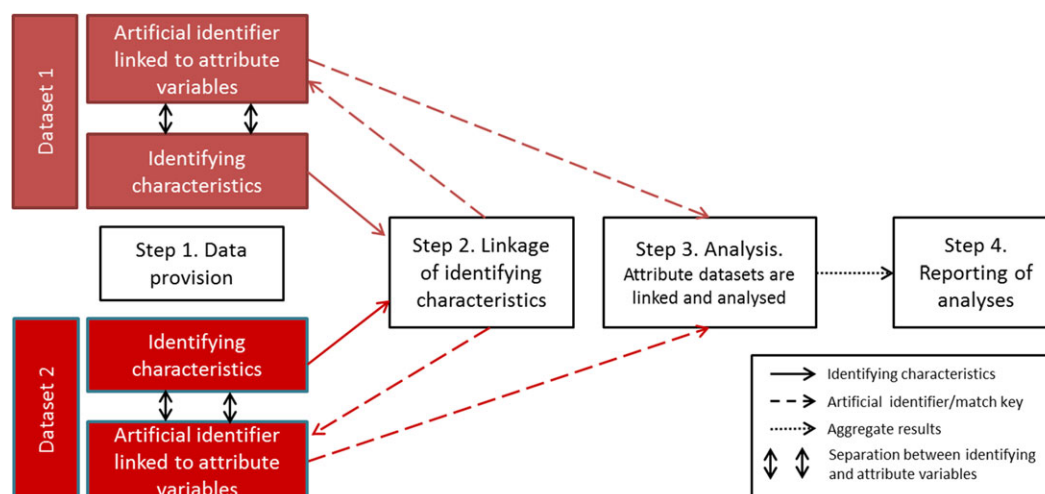 Dataset 1
Artificial identifier
linked to attribute
variables
Identifying
characteristics
Step 1. Data
provision
Step 2. Linkage
of identifying
characteristics
Step 3. Analysis.
Attribute datasets are
linked and analysed
Step 4.
Reporting of
analyses
Dataset 2
Identifying
characteristics
Artificial identifier
linked to attribute
variables
Identifying characteristics
Artificial identifier/match key
Aggregate results
Separation between identifying
and attribute variables